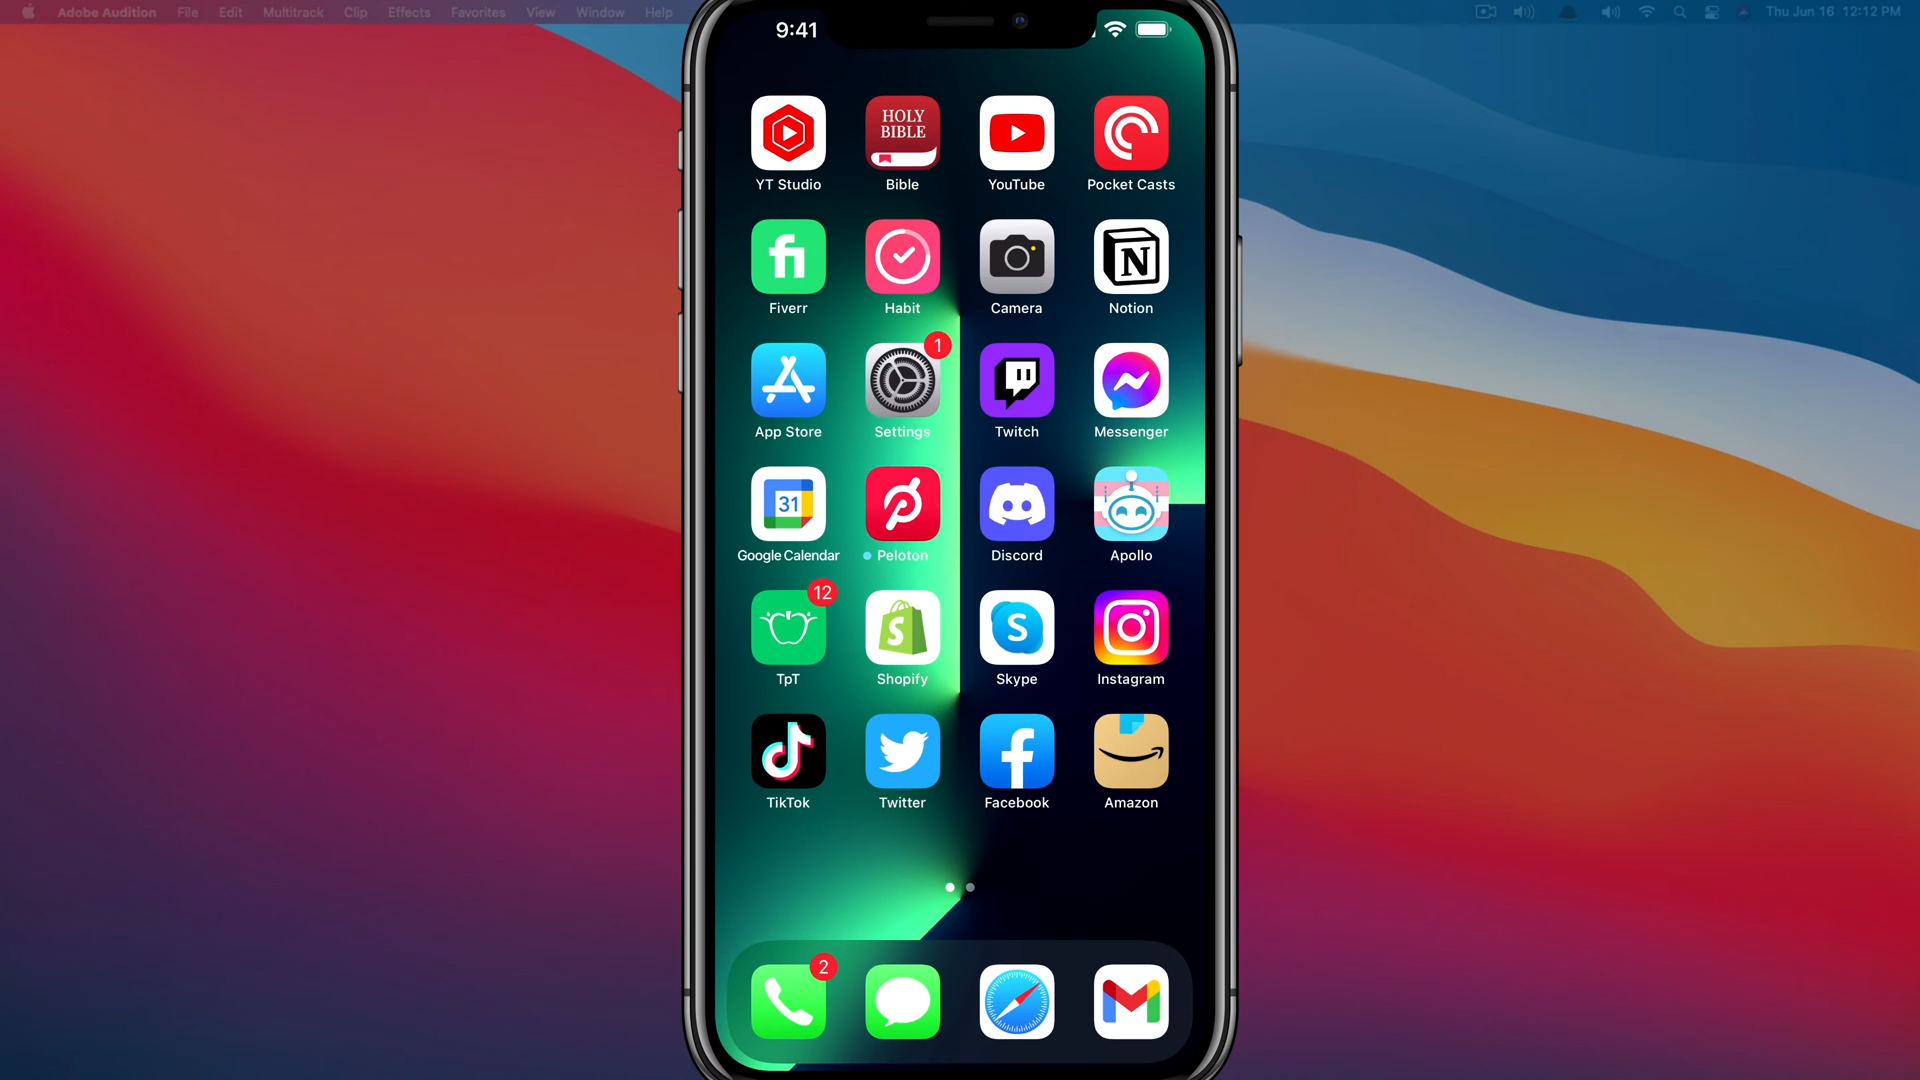 Adobe Audition File Edit Multitrack Clip Effects Favorites View Window Help Thu Jun 16 12:12 PM
9:41
HOLY
BIBLE
YT Studio Bible YouTube Pocket Casts
fi N
Fiverr Habit Camera Notion
1
App Store Settings Twitch Messenger
31
Google Calendar Peloton Discord Apollo
12
S S
TpT Shopify Skype Instagram
f
TikTok Twitter Facebook Amazon
2